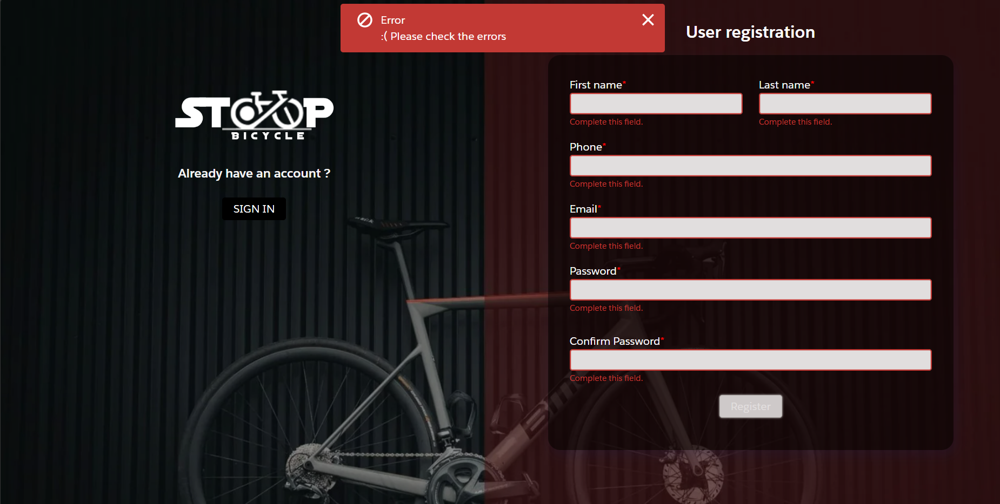 Error
:( Please check the errors
User registration
STOOP
BICYCLE
Already have an account ?
SIGN IN
First name*
Last name*
Complete this field.
Complete this field.
Phone*
Complete this field.
Email*
Complete this field.
Password*
Complete this field.
Confirm Password*
Complete this field.
Register